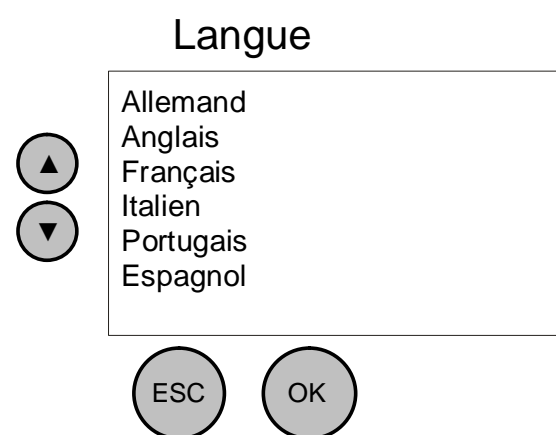 Langue
Allemand
Anglais
Français
Italien
Portugais
Espagnol
▲
▼
ESC OK